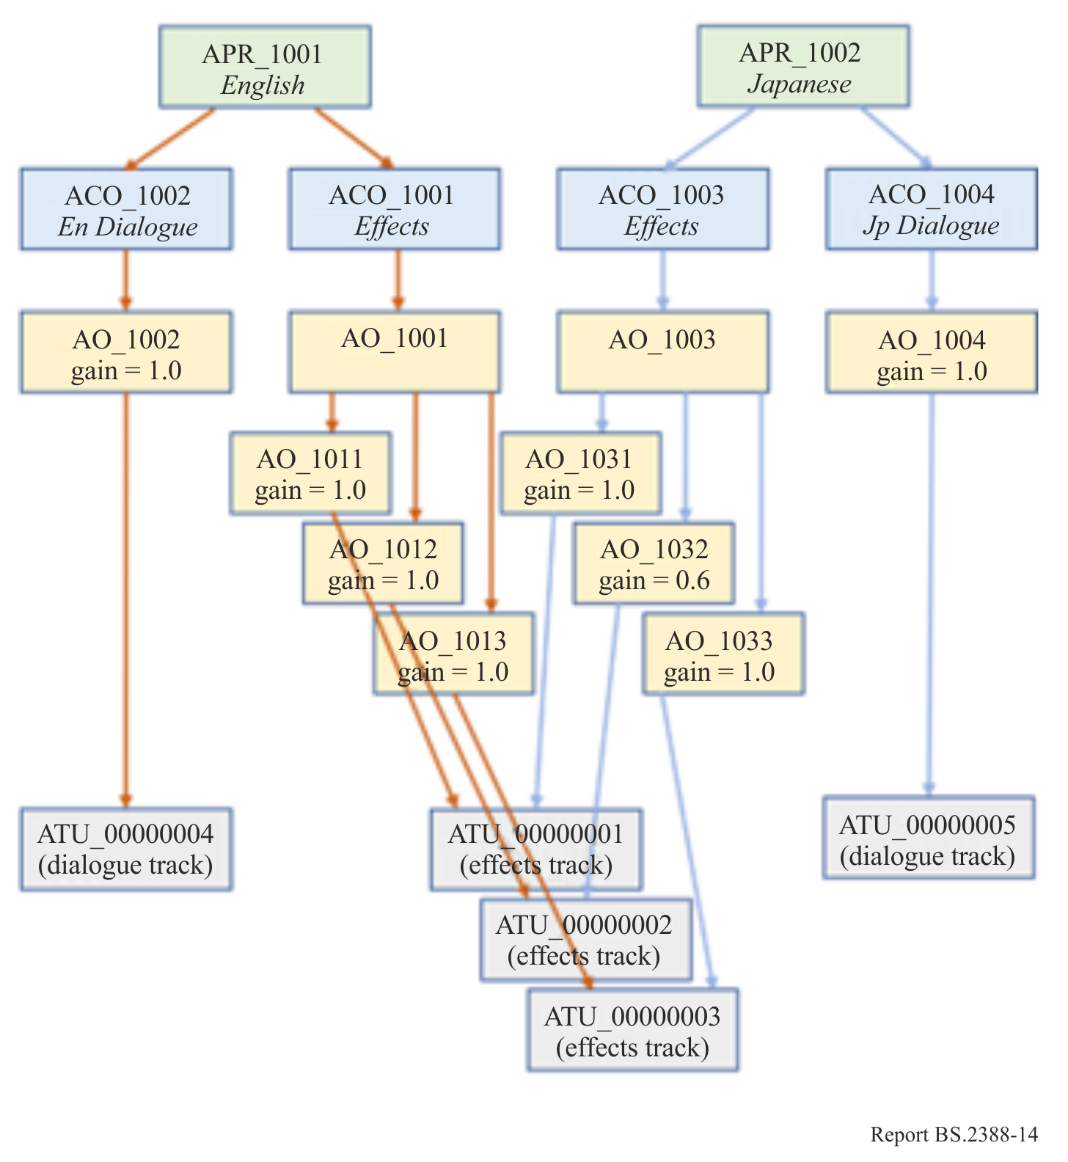 APR_1001
English
APR_1002
Japanese
ACO_1002
En Dialogue
ACO_1001
Effects
ACO_1003
Effects
ACO_1004
Jp Dialogue
AO_1002
gain = 1.0
AO_1001
AO_1003
AO_1004
gain = 1.0
AO_1011
gain = 1.0
AO_1031
gain = 1.0
AO_1012
gain = 1.0
AO_1032
gain = 0.6
AO_1013
gain = 1.0
AO_1033
gain = 1.0
ATU_00000004
(dialogue track)
ATU_00000001
(effects track)
ATU_00000005
(dialogue track)
ATU_00000002
(effects track)
ATU_00000003
(effects track)
Report BS.2388-14